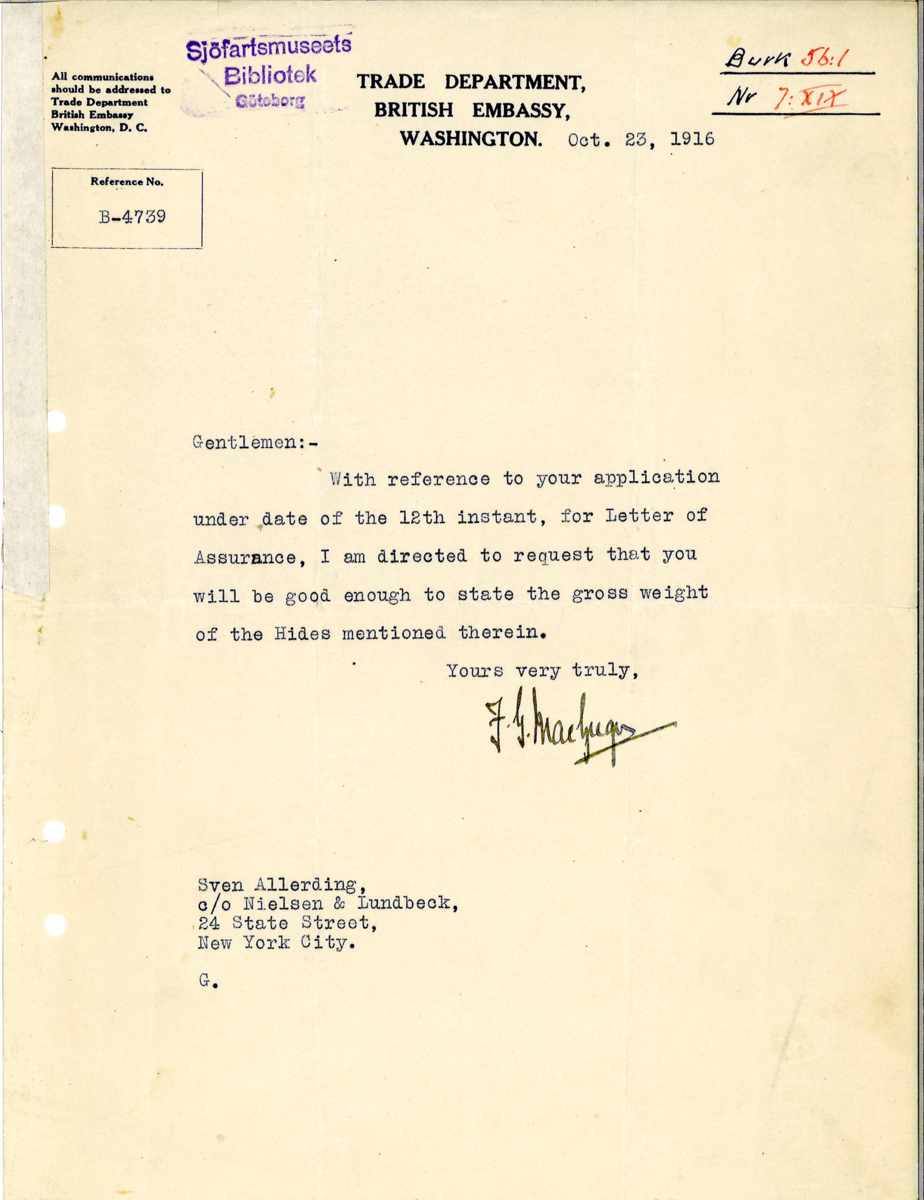 Sjöfartsmuseets
Bibliotek
Göteborg
Burk 56:1
Nr 7:XIX
All communications
should be addressed to
Trade Department
British Embassy
Washington, D. C.
TRADE DEPARTMENT,
BRITISH EMBASSY,
WASHINGTON. Oct. 23, 1916
Reference No.
B-4739
Gentlemen:-
With reference to your application
under date of the 12th instant, for Letter of
Assurance, I am directed to request that you
will be good enough to state the gross weight
of the Hides mentioned therein.
Yours very truly,
F. G. MacGregor
Sven Allerding,
c/o Nielsen & Lundbeck,
24 State Street,
New York City.
G.